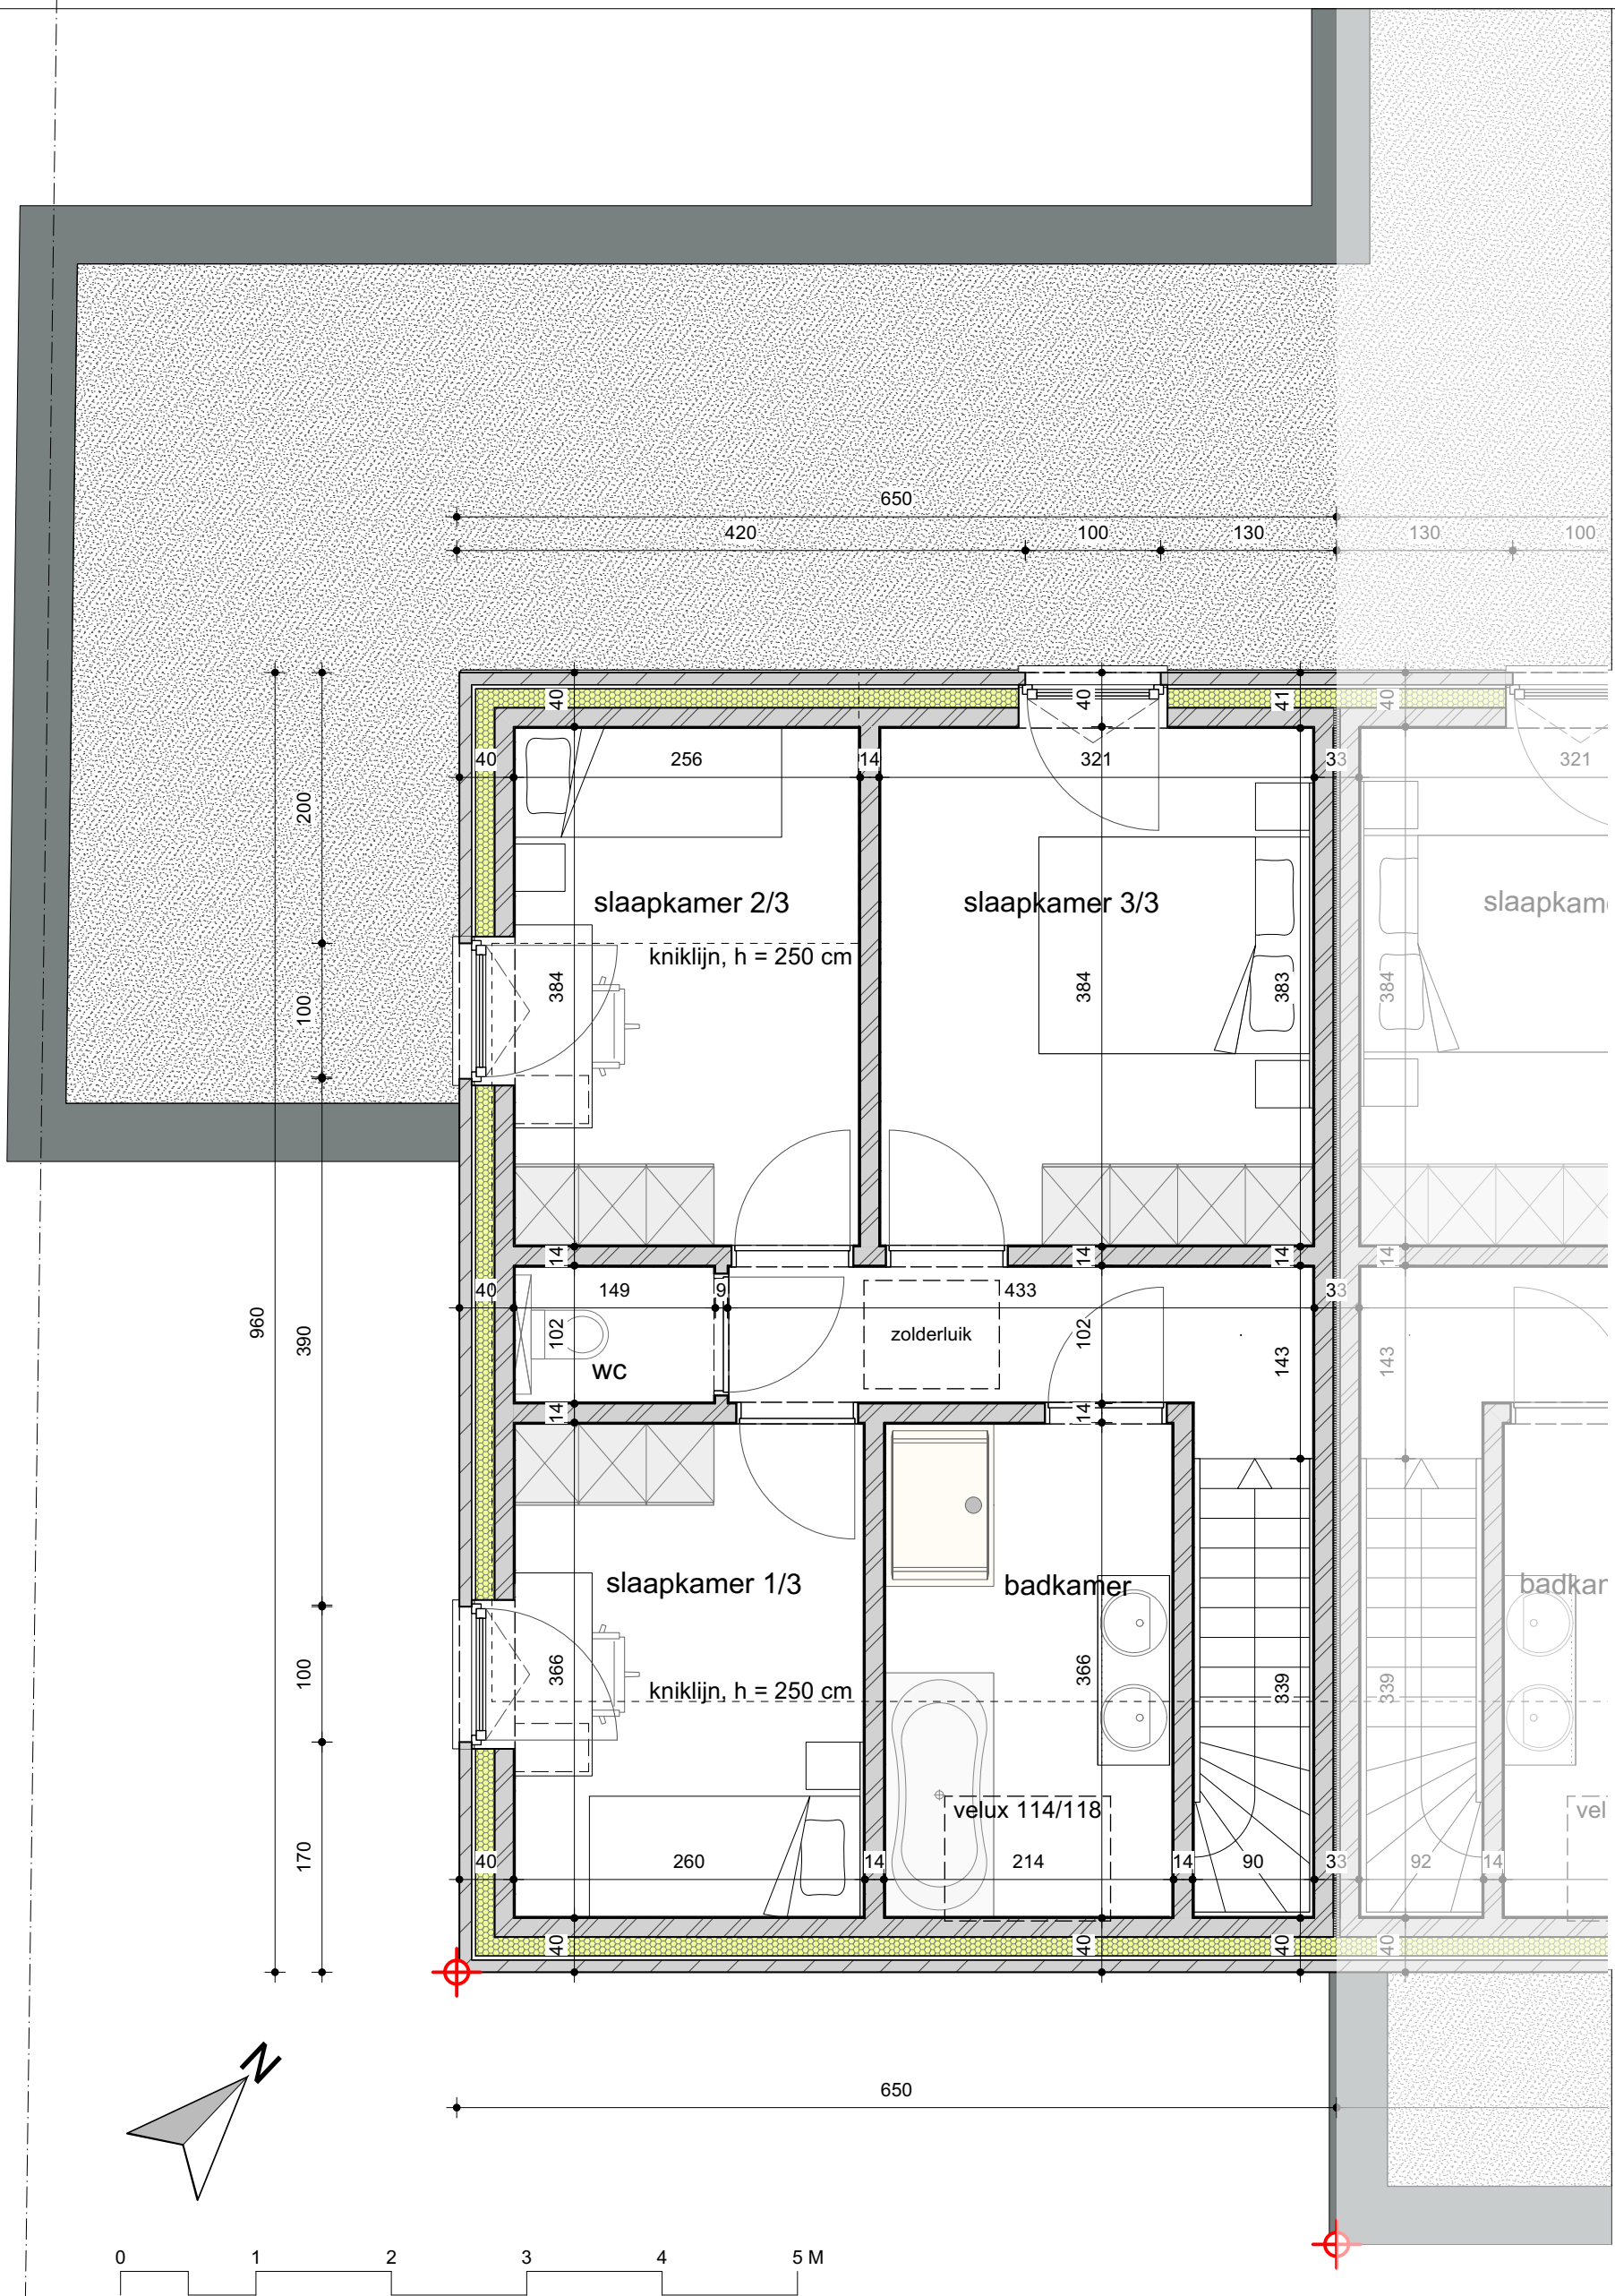 650
420 100 130 130 100
40 40 41 40
40 256 14 321 33 321
200
slaapkamer 2/3 slaapkamer 3/3 slaapkame
kniklijn, h = 250 cm
384 384 383 384
100
14 14 14 14
40 149 9 433 33
960 390
102 zolderluik 102 143 143
wc
14 14
slaapkamer 1/3 badkamer badkan
366 366 339 339
100
kniklijn, h = 250 cm
velux 114/118 vel
170
40 260 14 214 14 90 33 92 14
40 40 40 40
N
650
0 1 2 3 4 5 M